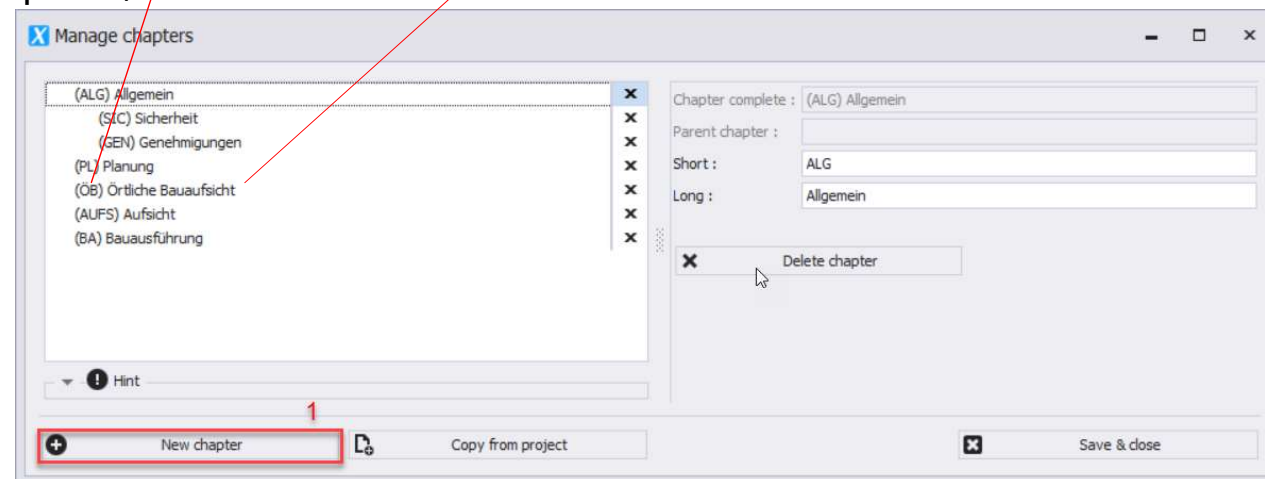 Manage chapters
(ALG) Allgemein
(SIC) Sicherheit
(GEN) Genehmigungen
(PL) Planung
(ÖB) Örtliche Bauaufsicht
(AUFS) Aufsicht
(BA) Bauausführung
Hint
Chapter complete : (ALG) Allgemein
Parent chapter :
Short : ALG
Long : Allgemein
Delete chapter
1
New chapter
Copy from project
Save & close